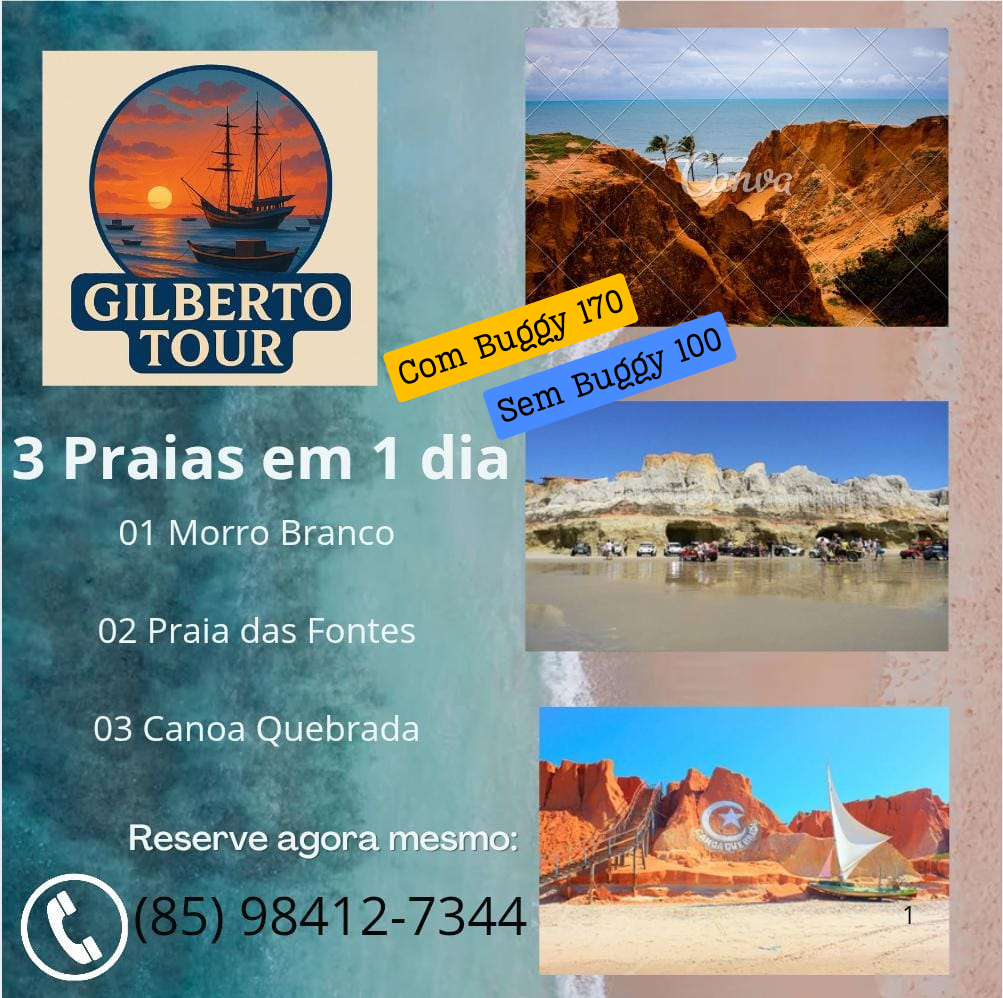 GILBERTO
TOUR
Canva
Com Buggy 170
Sem Buggy 100
3 Praias em 1 dia
01 Morro Branco
02 Praia das Fontes
03 Canoa Quebrada
CANOA QUEBRADA
Reserve agora mesmo:
(85) 98412-7344
1